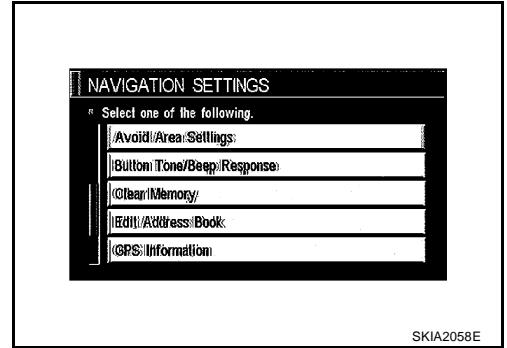 NAVIGATION SETTINGS
Select one of the following.
Avoid Area Settings
Button Tone/Beep Response
Clear Memory
Edit Address Book
GPS Information
SKIA2058E